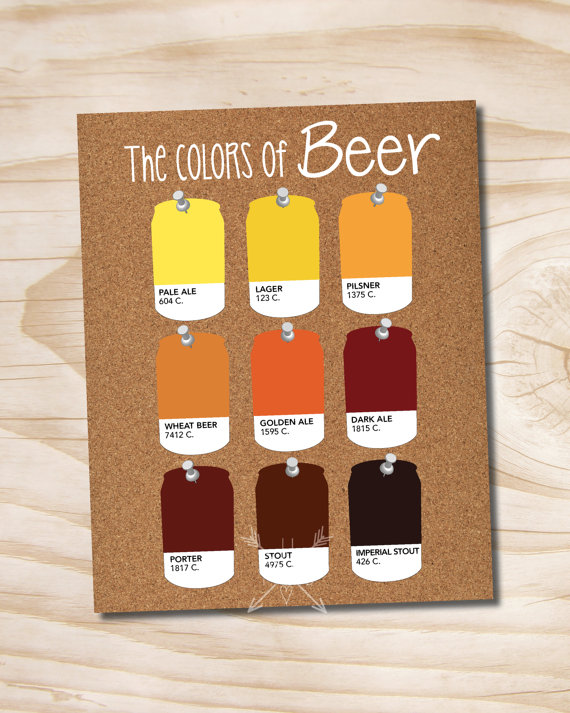 The COLORS of Beer
PALE ALE
604 C.
LAGER
123 C.
PILSNER
1375 C.
WHEAT BEER
7412 C.
GOLDEN ALE
1595 C.
DARK ALE
1815 C.
PORTER
1817 C.
STOUT
4975 C.
IMPERIAL STOUT
426 C.